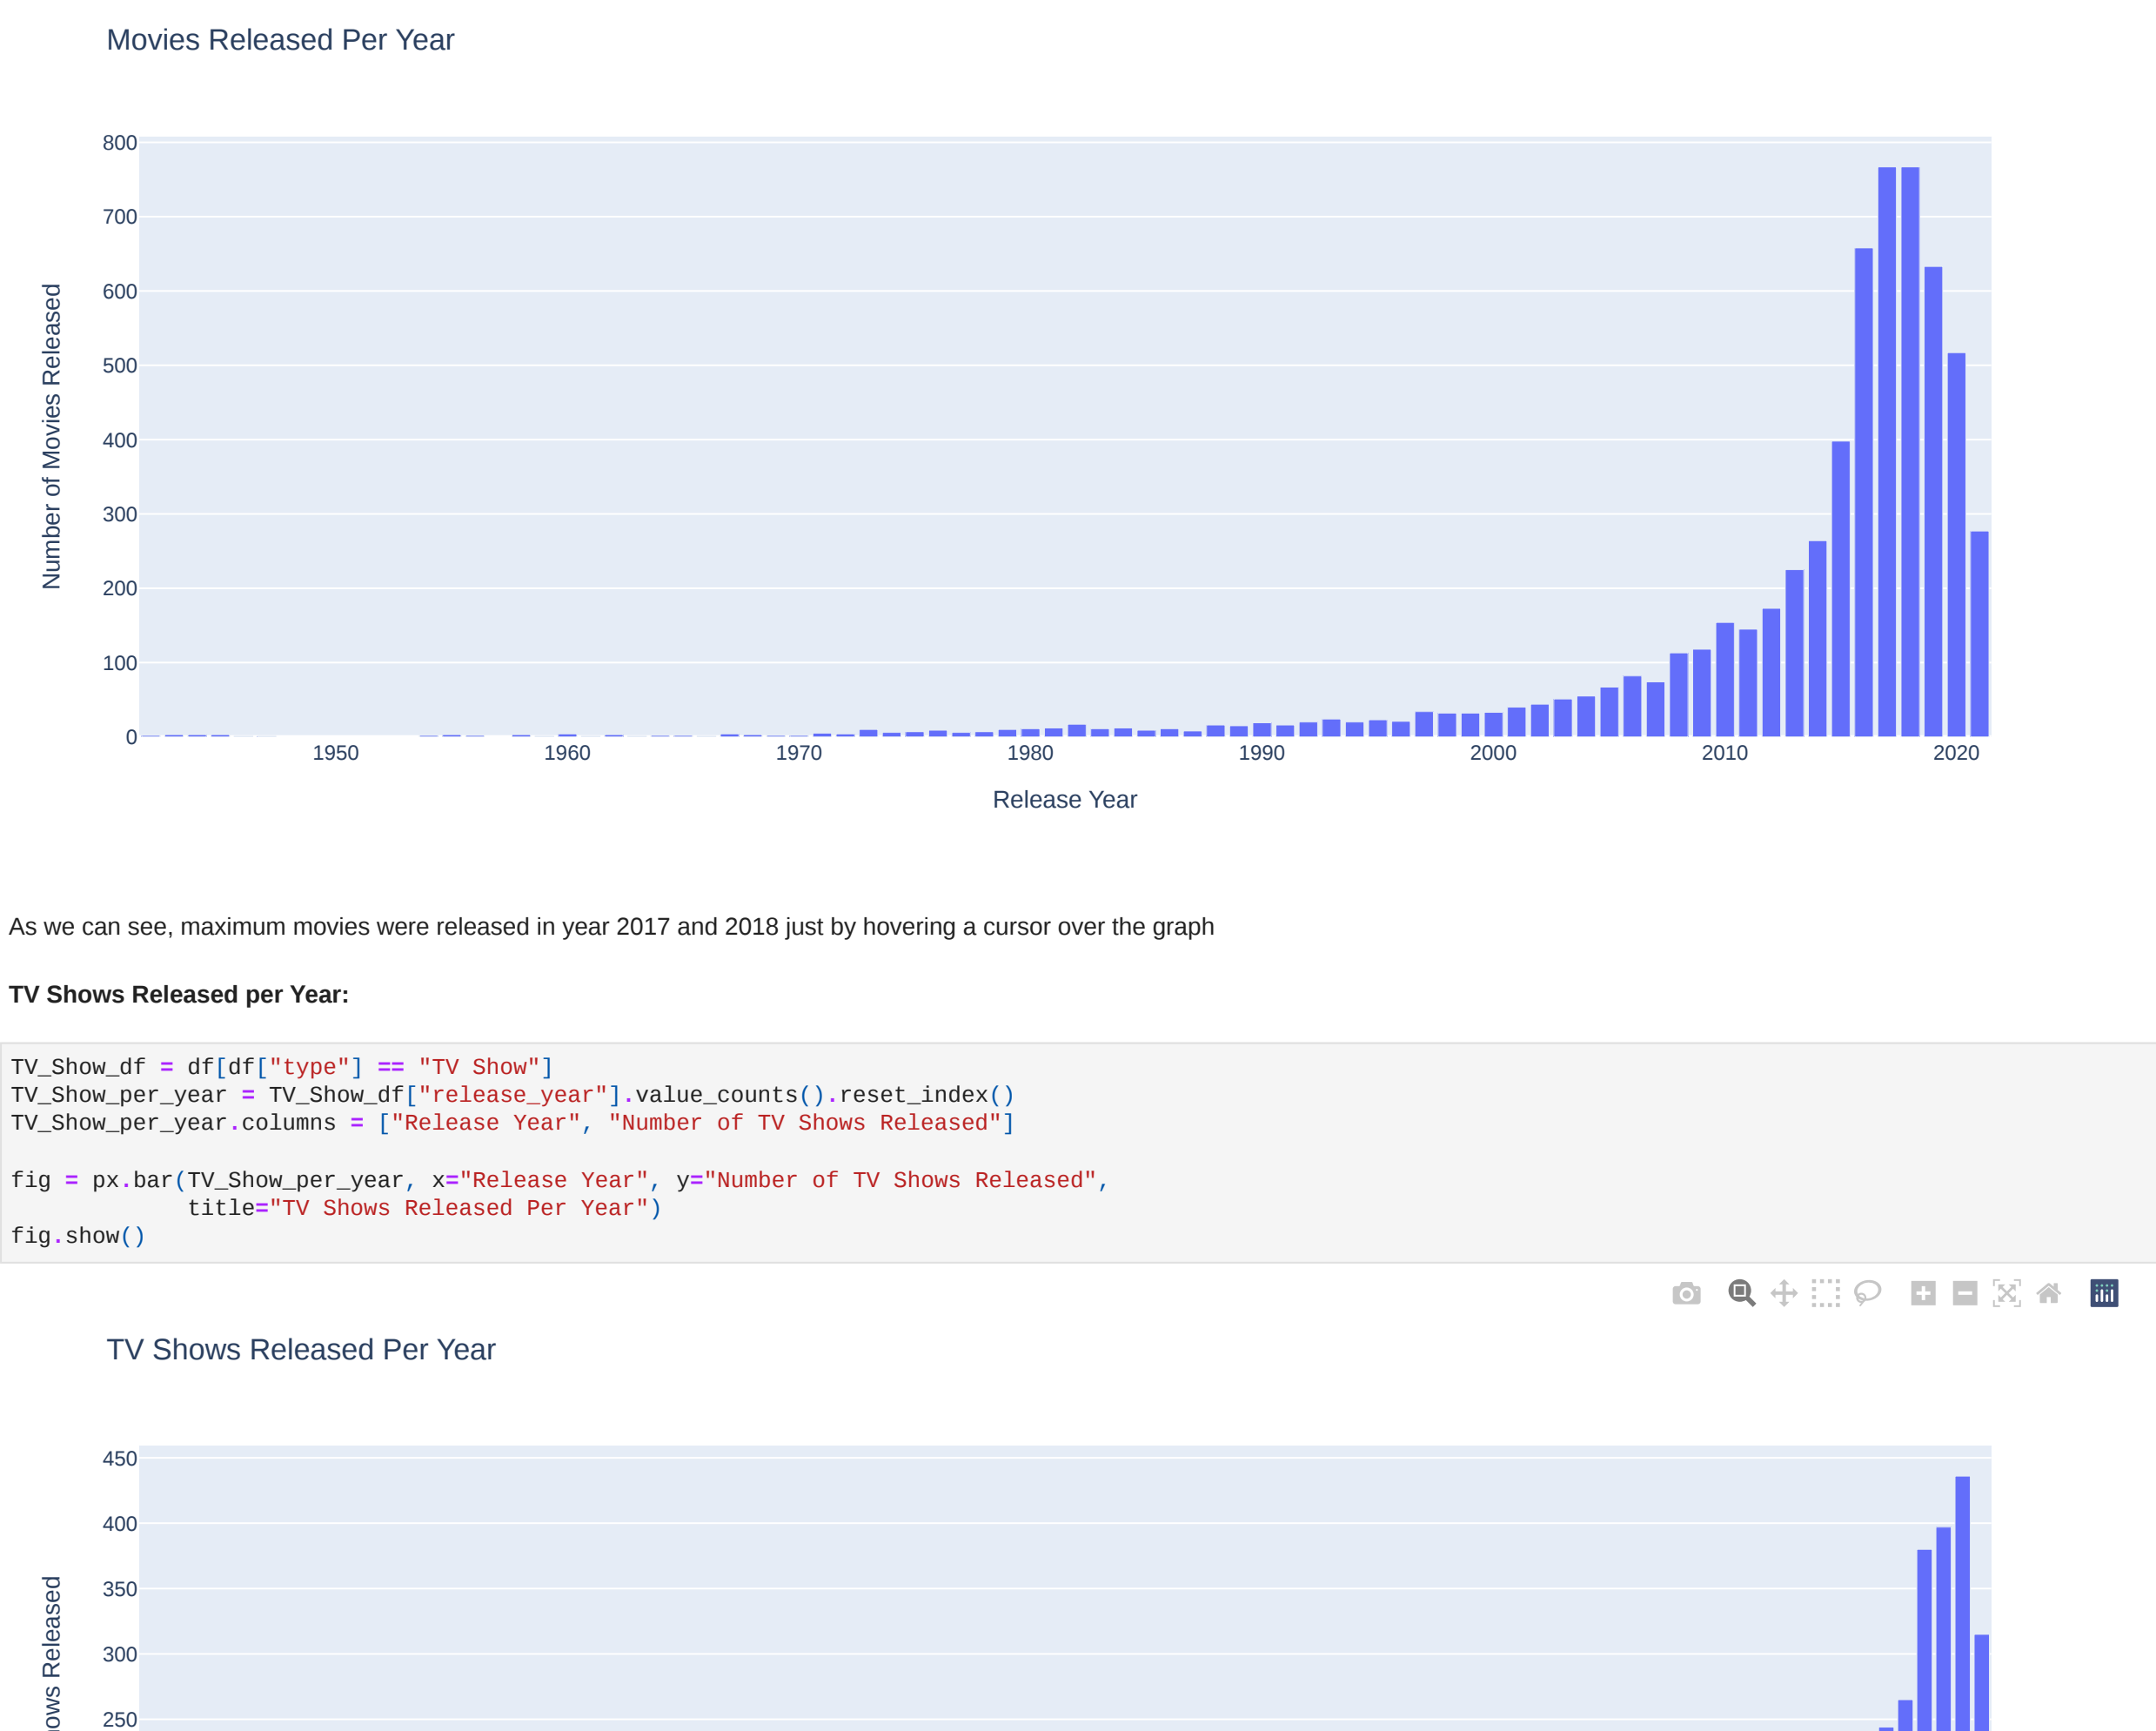 Movies Released Per Year
800
700
600
500
400
300
200
100
0
Number of Movies Released
1950 1960 1970 1980 1990 2000 2010 2020
Release Year
As we can see, maximum movies were released in year 2017 and 2018 just by hovering a cursor over the graph
TV Shows Released per Year:
TV_Show_df = df[df["type"] == "TV Show"]
TV_Show_per_year = TV_Show_df["release_year"].value_counts().reset_index()
TV_Show_per_year.columns = ["Release Year", "Number of TV Shows Released"]
fig = px.bar(TV_Show_per_year, x="Release Year", y="Number of TV Shows Released",
title="TV Shows Released Per Year")
fig.show()
TV Shows Released Per Year
450
400
350
300
250
Released